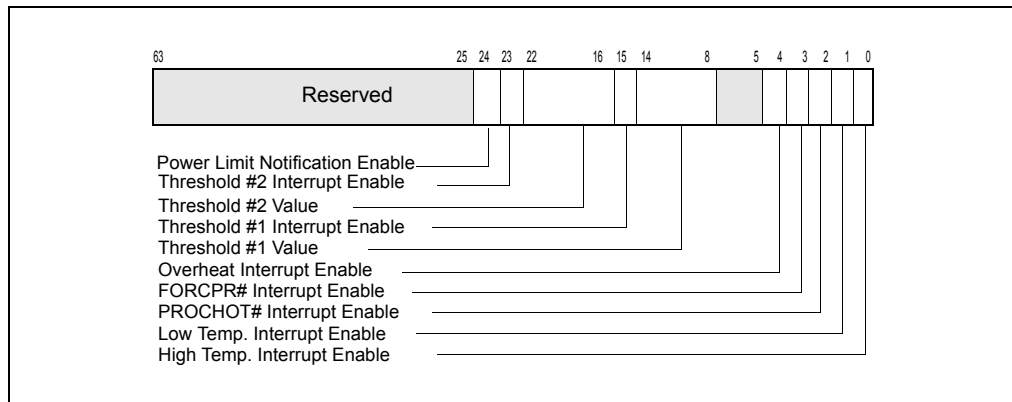 63 25 24 23 22 16 15 14 8 5 4 3 2 1 0
Reserved
Power Limit Notification Enable
Threshold #2 Interrupt Enable
Threshold #2 Value
Threshold #1 Interrupt Enable
Threshold #1 Value
Overheat Interrupt Enable
FORCPR# Interrupt Enable
PROCHOT# Interrupt Enable
Low Temp. Interrupt Enable
High Temp. Interrupt Enable